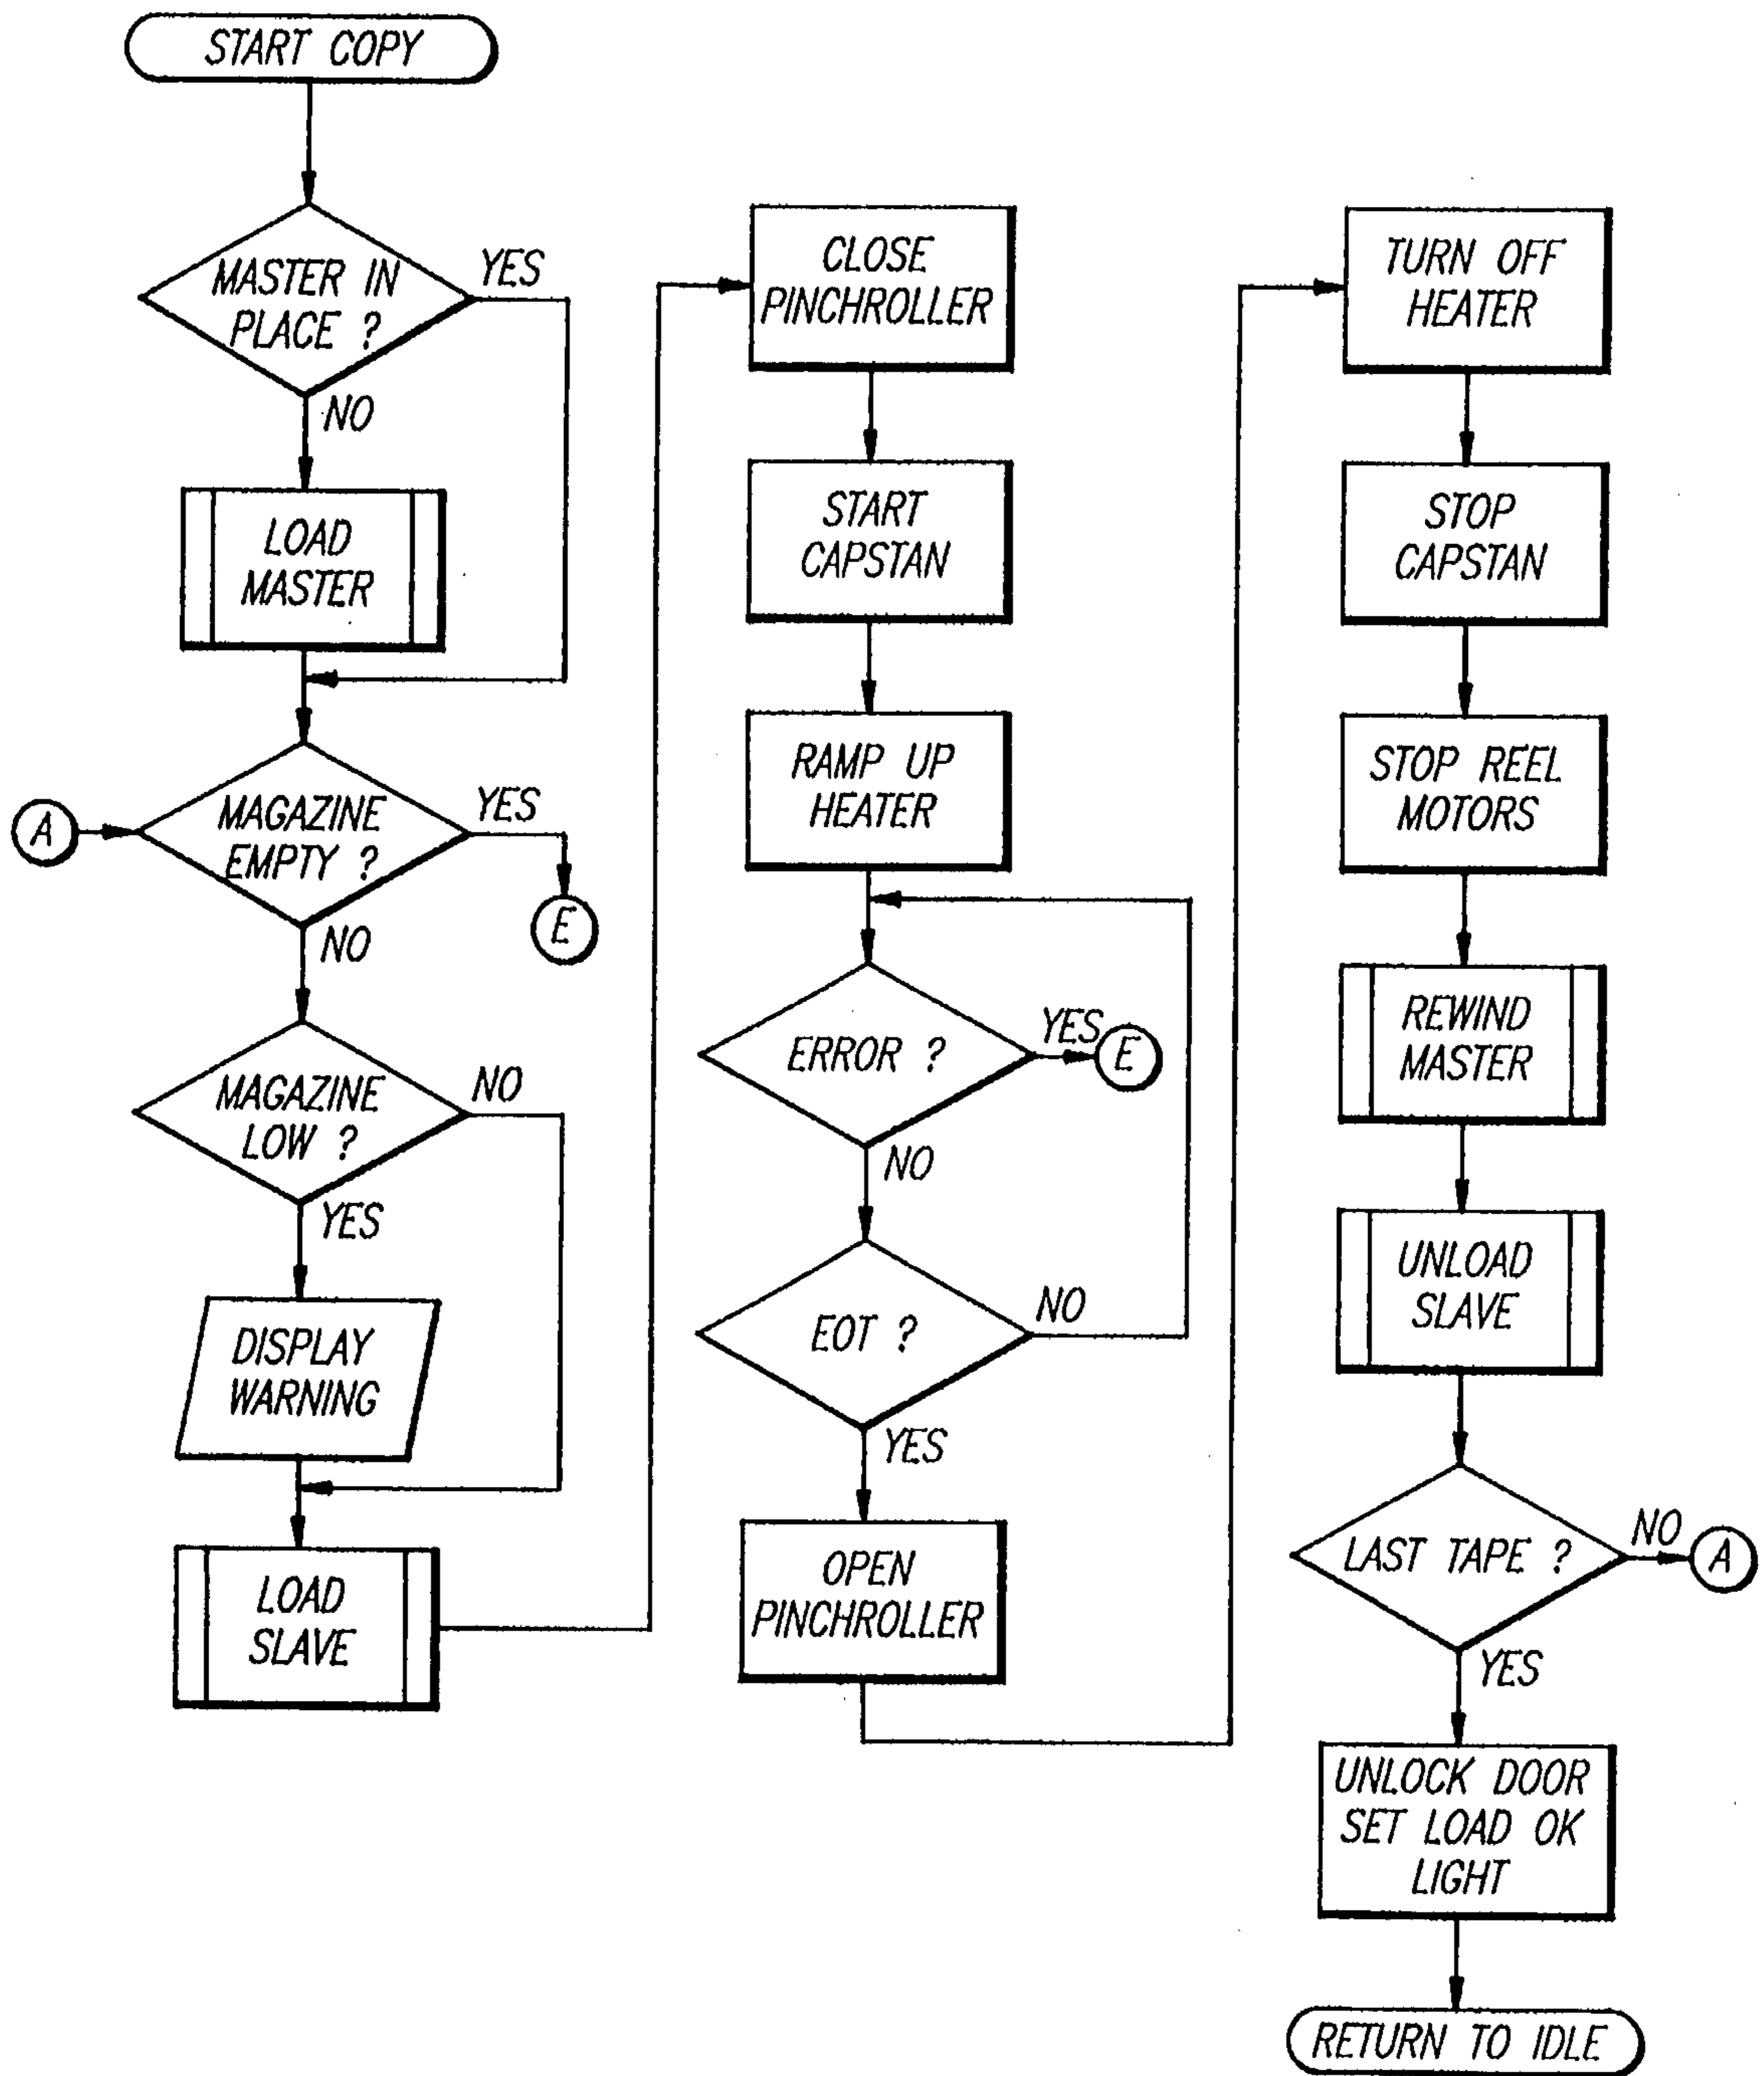 START COPY
MASTER IN
PLACE ?
YES
NO
LOAD
MASTER
A
MAGAZINE
EMPTY ?
YES
E
NO
MAGAZINE
LOW ?
NO
YES
DISPLAY
WARNING
LOAD
SLAVE
CLOSE
PINCHROLLER
START
CAPSTAN
RAMP UP
HEATER
ERROR ?
YES
E
NO
EOT ?
NO
YES
OPEN
PINCHROLLER
TURN OFF
HEATER
STOP
CAPSTAN
STOP REEL
MOTORS
REWIND
MASTER
UNLOAD
SLAVE
LAST TAPE ?
NO
A
YES
UNLOCK DOOR
SET LOAD OK
LIGHT
RETURN TO IDLE